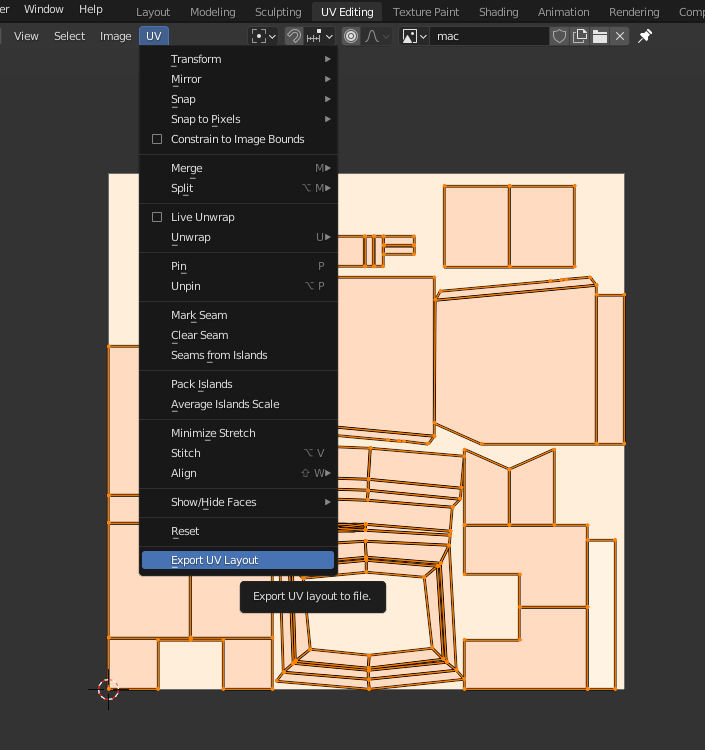 er Window Help Layout Modeling Sculpting UV Editing Texture Paint Shading Animation Rendering Comp
View Select Image UV mac
Transform
Mirror
Snap
Snap to Pixels
Constrain to Image Bounds
Merge M
Split ⌥ M
Live Unwrap
Unwrap U
Pin P
Unpin ⌥ P
Mark Seam
Clear Seam
Seams from Islands
Pack Islands
Average Islands Scale
Minimize Stretch
Stitch ⌥ V
Align ⇧ W
Show/Hide Faces
Reset
Export UV Layout
Export UV layout to file.